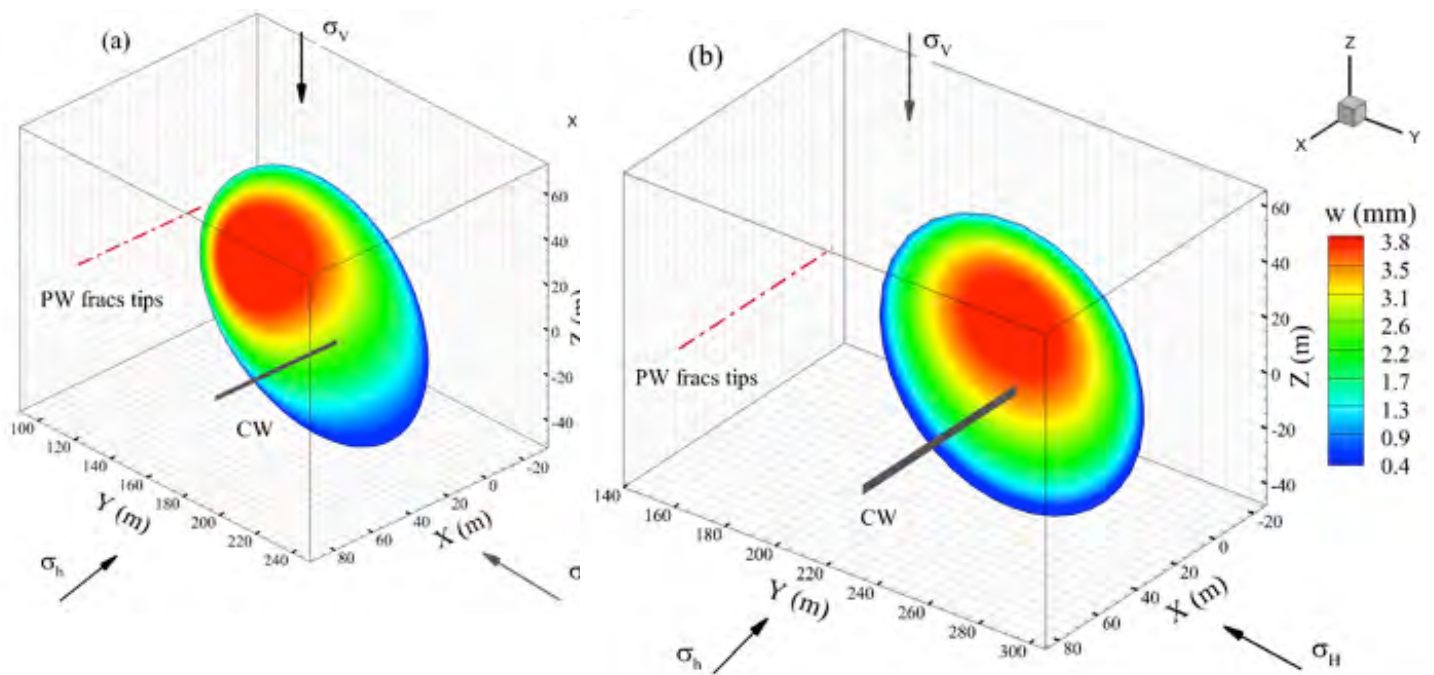 (a)
σV
X
PW fracs tips
CW
60
40
20
0
-20
-40
Z (m)
100
120
140
160
180
200
220
240
Y (m)
80
60
40
20
0
-20
X (m)
σh
σ
(b)
σV
PW fracs tips
CW
60
40
20
0
-20
-40
Z (m)
140
160
180
200
220
240
260
280
300
Y (m)
80
60
40
20
0
-20
X (m)
σh
σH
Z
X
Y
w (mm)
3.8
3.5
3.1
2.6
2.2
1.7
1.3
0.9
0.4